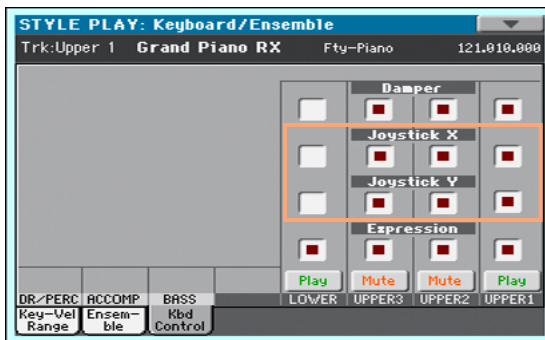 STYLE PLAY: Keyboard/Ensemble
Trk:Upper 1 Grand Piano RX Fty-Piano 121.010.000
Damper
Joystick X
Joystick Y
Expression
Play Mute Mute Play
DR/PERC ACCOMP BASS LOWER UPPER3 UPPER2 UPPER1
Key-Vel Ensem- Kbd
Range ble Control